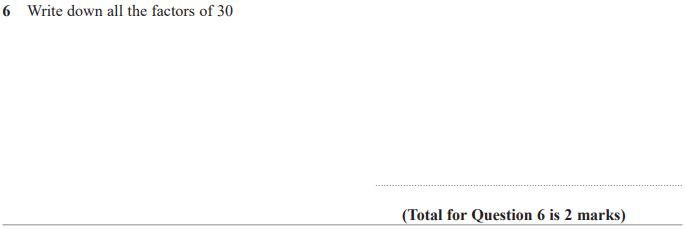 6 Write down all the factors of 30
(Total for Question 6 is 2 marks)